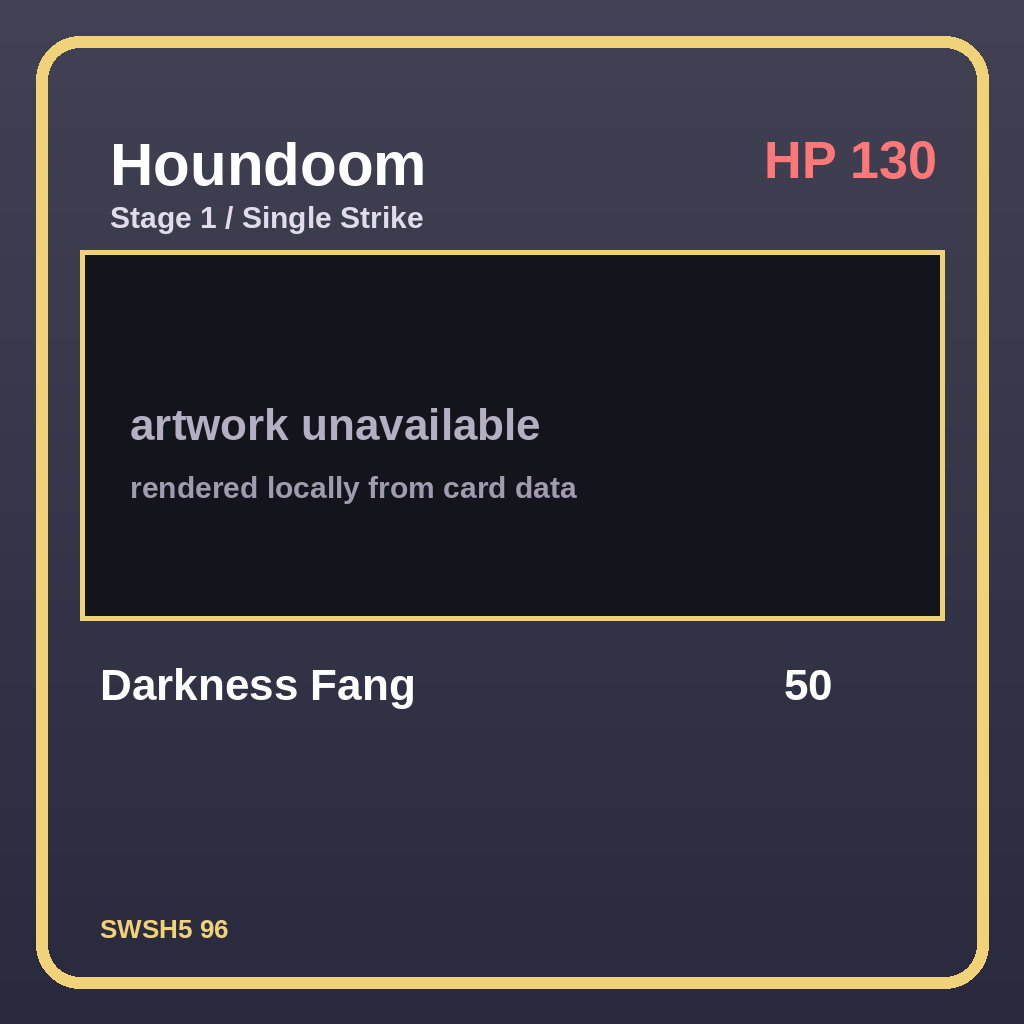 Houndoom
HP 130
Stage 1 / Single Strike
artwork unavailable
rendered locally from card data
Darkness Fang
50
SWSH5 96